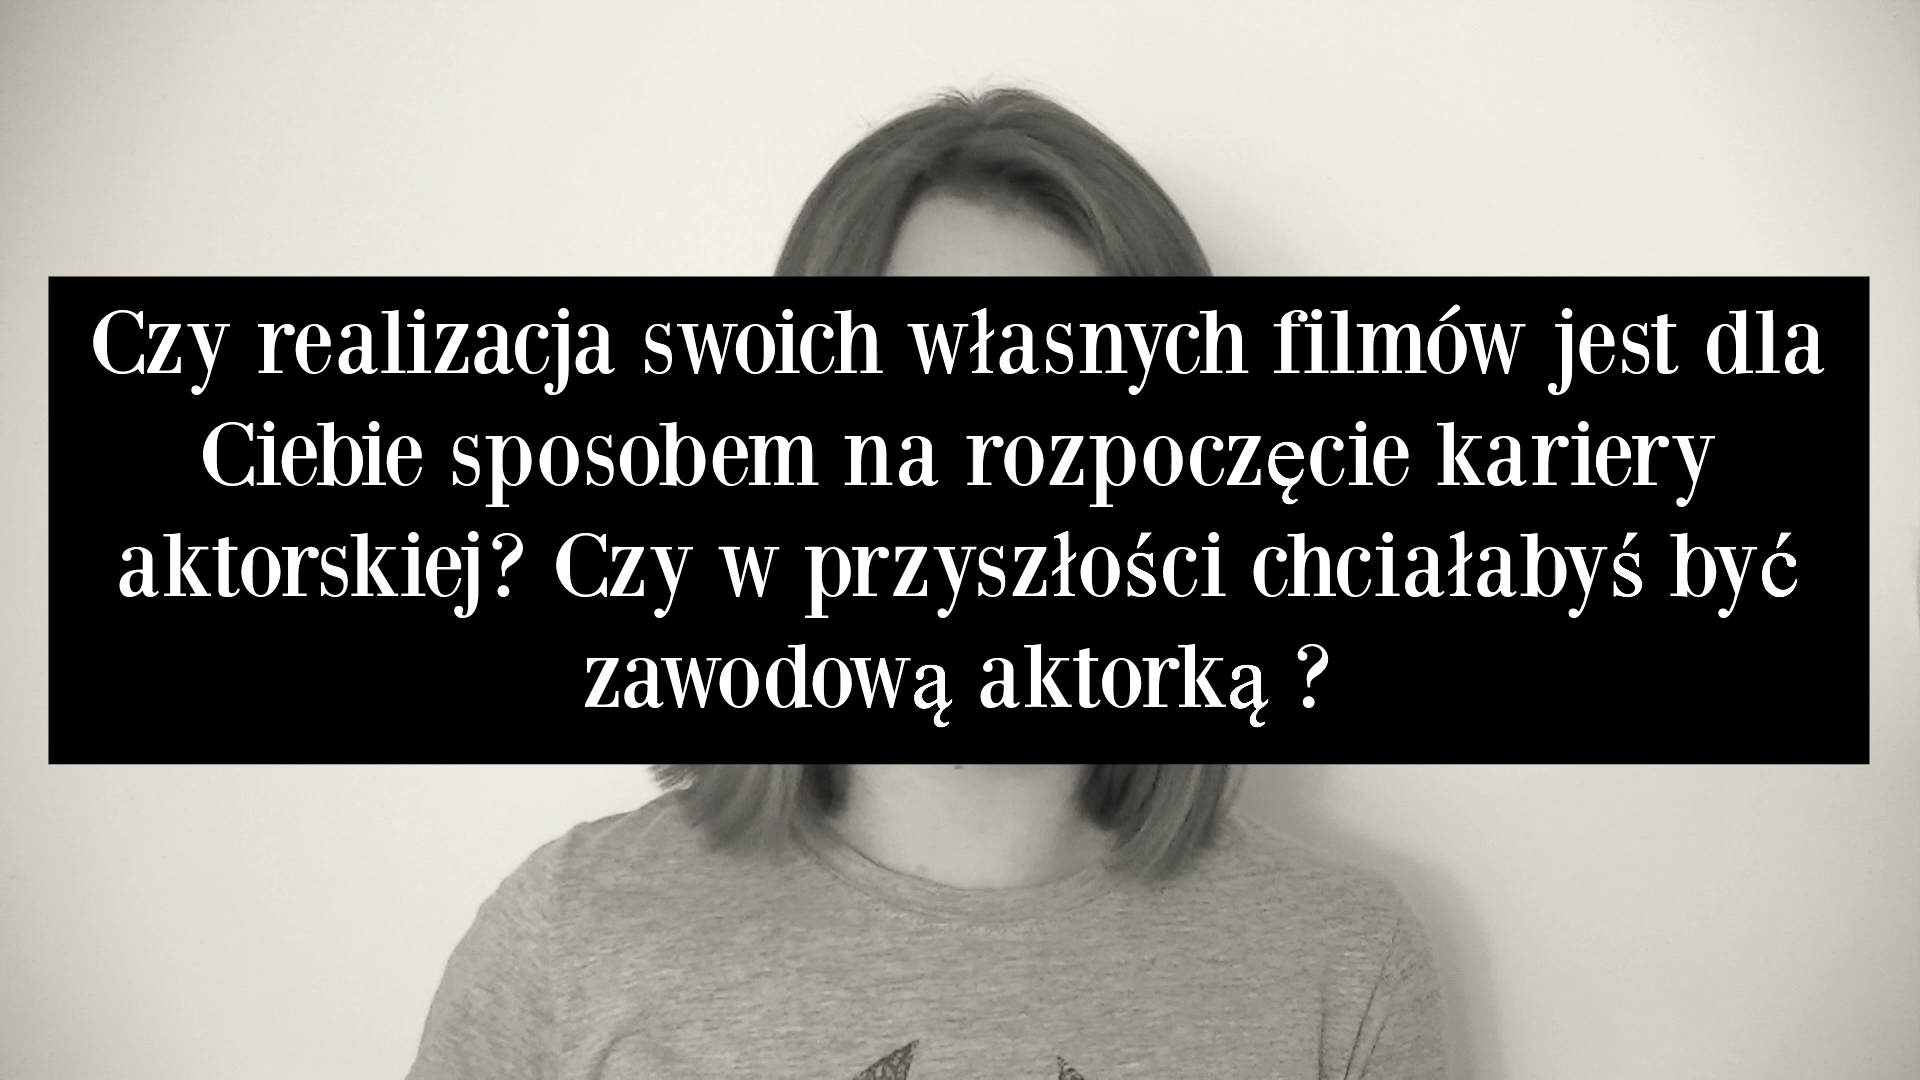 Czy realizacja swoich własnych filmów jest dla
Ciebie sposobem na rozpoczęcie kariery
aktorskiej? Czy w przyszłości chciałabyś być
zawodową aktorką ?